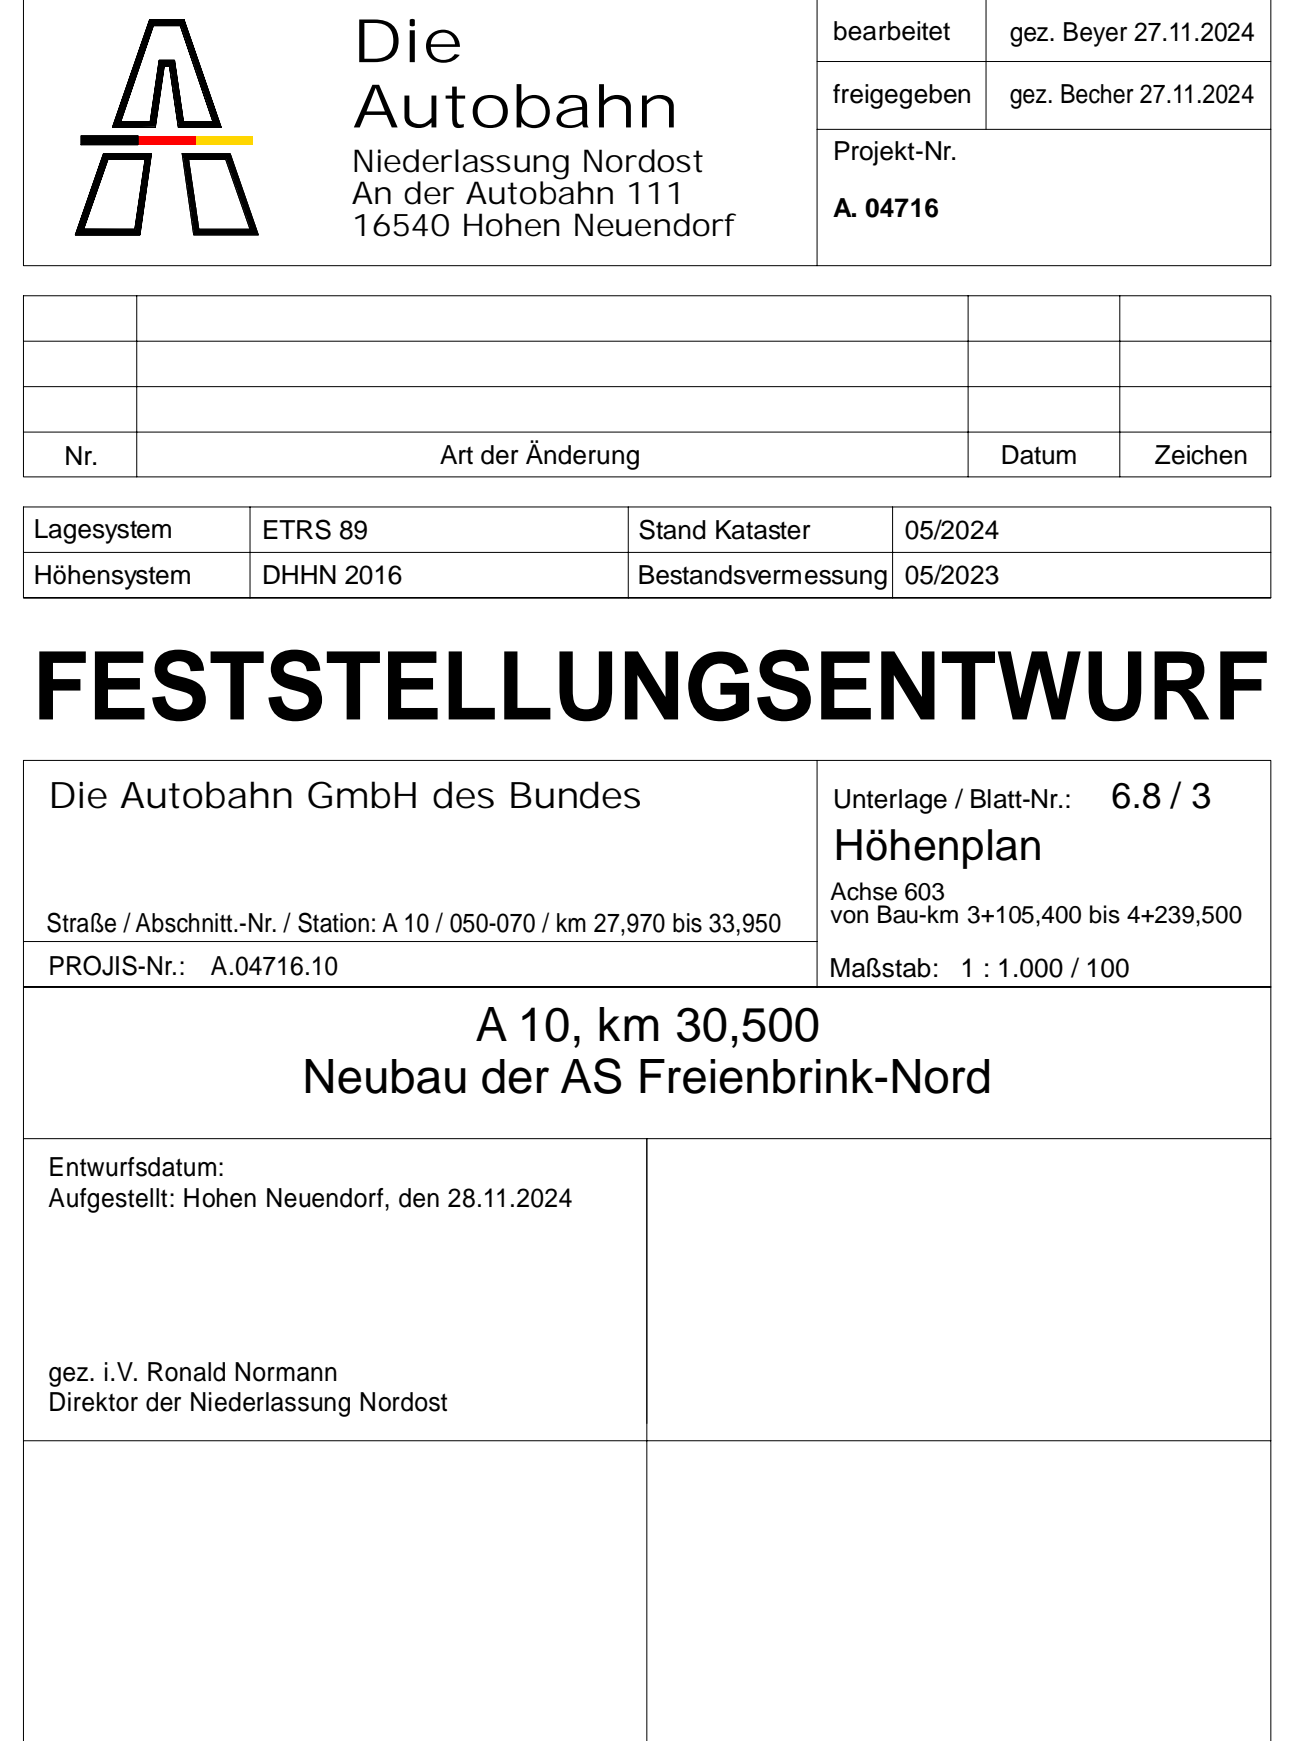 Die
Autobahn
Niederlassung Nordost
An der Autobahn 111
16540 Hohen Neuendorf
bearbeitet gez. Beyer 27.11.2024
freigegeben gez. Becher 27.11.2024
Projekt-Nr.
A. 04716
Nr. Art der Änderung Datum Zeichen
Lagesystem ETRS 89 Stand Kataster 05/2024
Höhensystem DHHN 2016 Bestandsvermessung 05/2023
FESTSTELLUNGSENTWURF
Die Autobahn GmbH des Bundes
Straße / Abschnitt.-Nr. / Station: A 10 / 050-070 / km 27,970 bis 33,950
PROJIS-Nr.: A.04716.10
Unterlage / Blatt-Nr.: 6.8 / 3
Höhenplan
Achse 603
von Bau-km 3+105,400 bis 4+239,500
Maßstab: 1 : 1.000 / 100
A 10, km 30,500
Neubau der AS Freienbrink-Nord
Entwurfsdatum:
Aufgestellt: Hohen Neuendorf, den 28.11.2024
gez. i.V. Ronald Normann
Direktor der Niederlassung Nordost